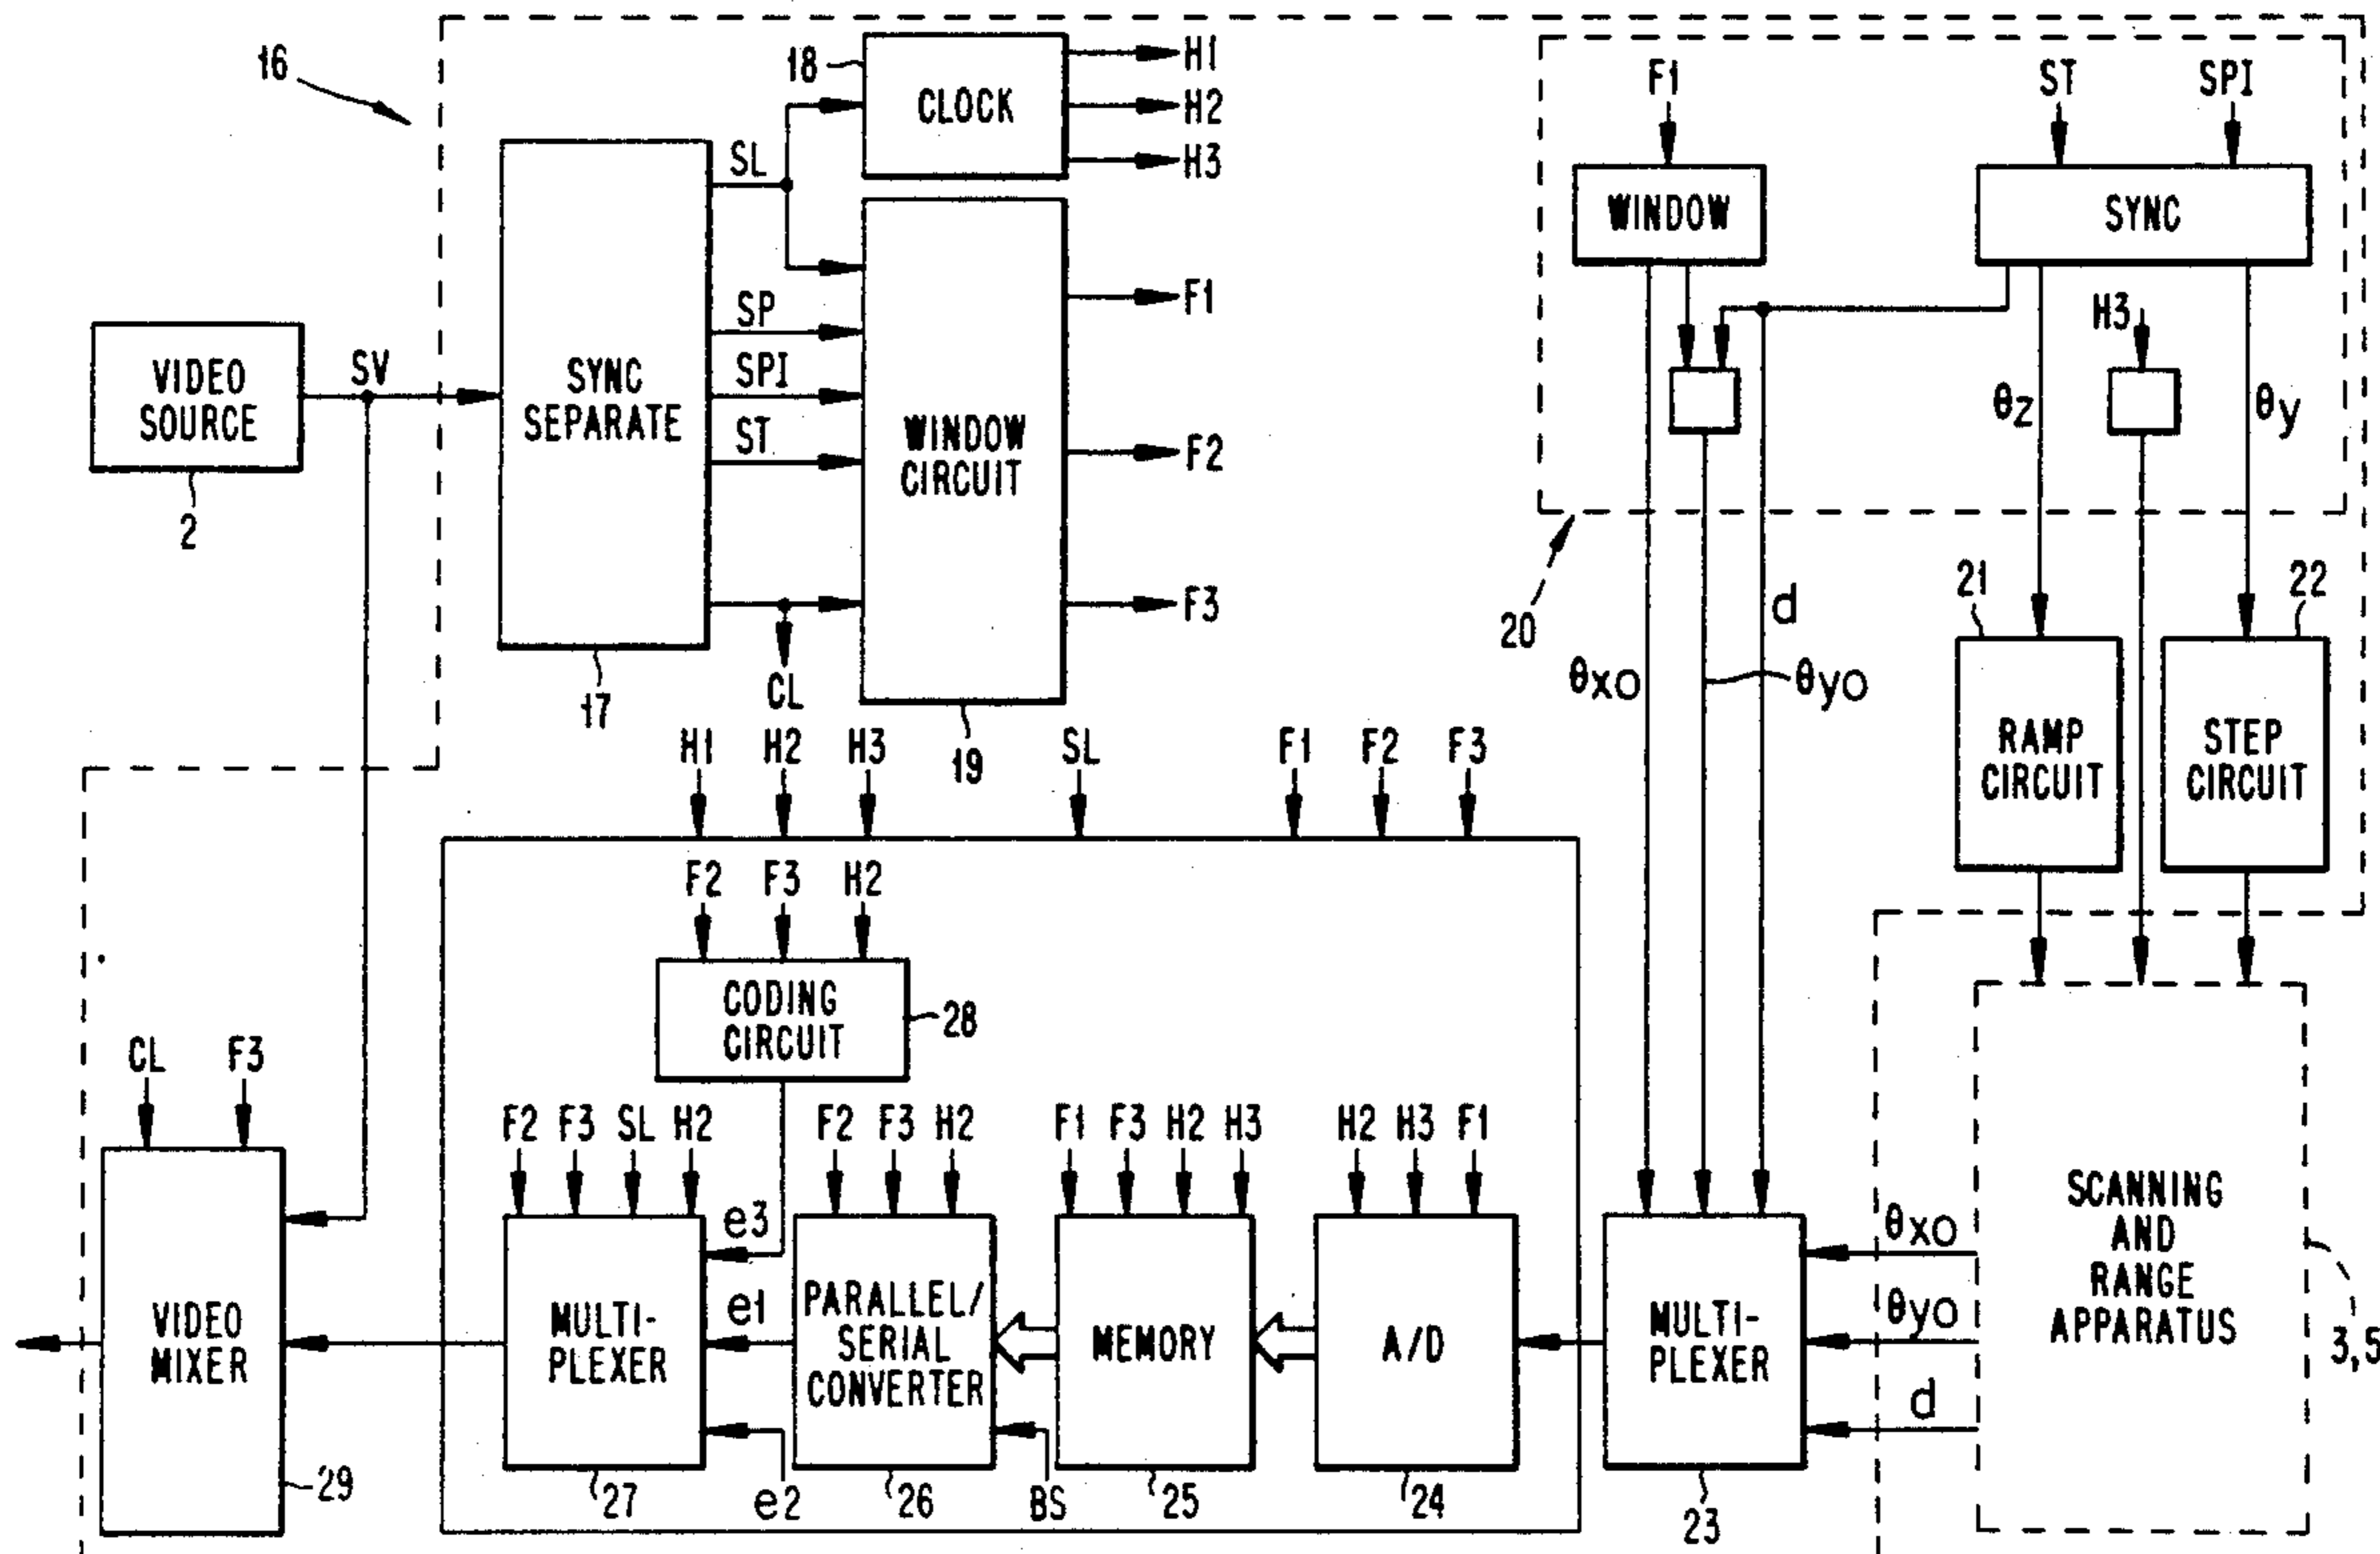 16
VIDEO
SOURCE
2
SV
SYNC
SEPARATE
17
SL
SP
SPI
ST
CL
18
CLOCK
H1
H2
H3
WINDOW
CIRCUIT
19
F1
F2
F3
F1
ST
SPI
WINDOW
SYNC
H3
θz
θy
20
d
θxo
θyo
21
22
RAMP
CIRCUIT
STEP
CIRCUIT
H1
H2
H3
SL
F1
F2
F3
F2
F3
H2
CODING
CIRCUIT
28
CL
F3
VIDEO
MIXER
29
F2
F3
SL
H2
MULTI-
PLEXER
27
e3
e1
e2
F2
F3
H2
PARALLEL/
SERIAL
CONVERTER
26
BS
F1
F3
H2
H3
MEMORY
25
H2
H3
F1
A/D
24
MULTI-
PLEXER
23
θxo
θyo
d
SCANNING
AND
RANGE
APPARATUS
3,5